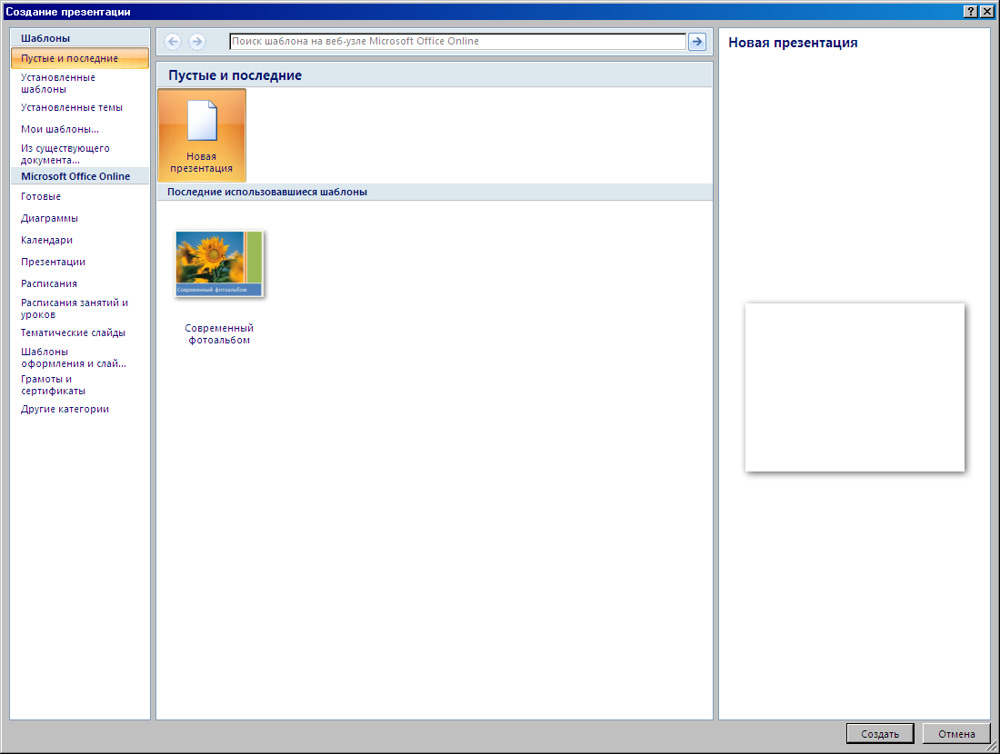 Создание презентации
Шаблоны
Пустые и последние
Установленные
шаблоны
Установленные темы
Мои шаблоны...
Из существующего
документа...
Microsoft Office Online
Готовые
Диаграммы
Календари
Презентации
Расписания
Расписания занятий и
уроков
Тематические слайды
Шаблоны
оформления и слай...
Грамоты и
сертификаты
Другие категории
Поиск шаблона на веб-узле Microsoft Office Online
Пустые и последние
Новая
презентация
Последние использовавшиеся шаблоны
Современный фотоальбом
Современный
фотоальбом
Новая презентация
Создать
Отмена